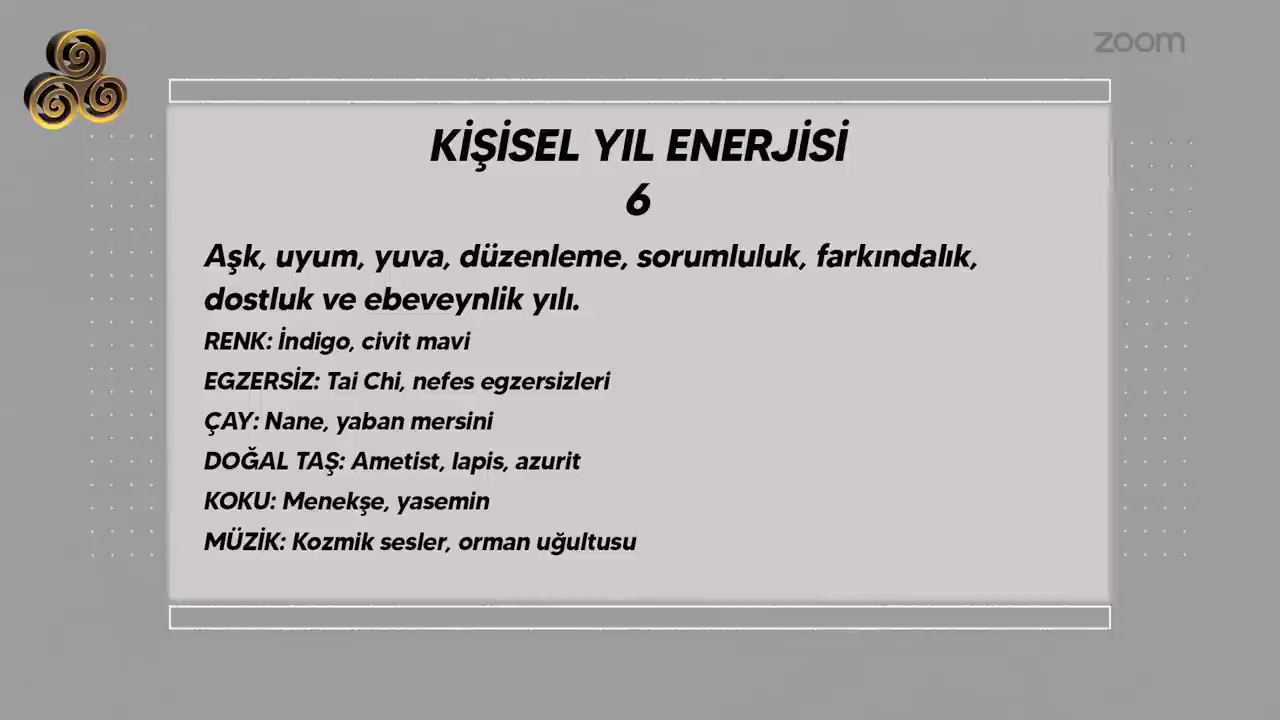 zoom
KİŞİSEL YIL ENERJİSİ
6
Aşk, uyum, yuva, düzenleme, sorumluluk, farkındalık,
dostluk ve ebeveynlik yılı.
RENK: İndigo, civit mavi
EGZERSİZ: Tai Chi, nefes egzersizleri
ÇAY: Nane, yaban mersini
DOĞAL TAŞ: Ametist, lapis, azurit
KOKU: Menekşe, yasemin
MÜZİK: Kozmik sesler, orman uğultusu